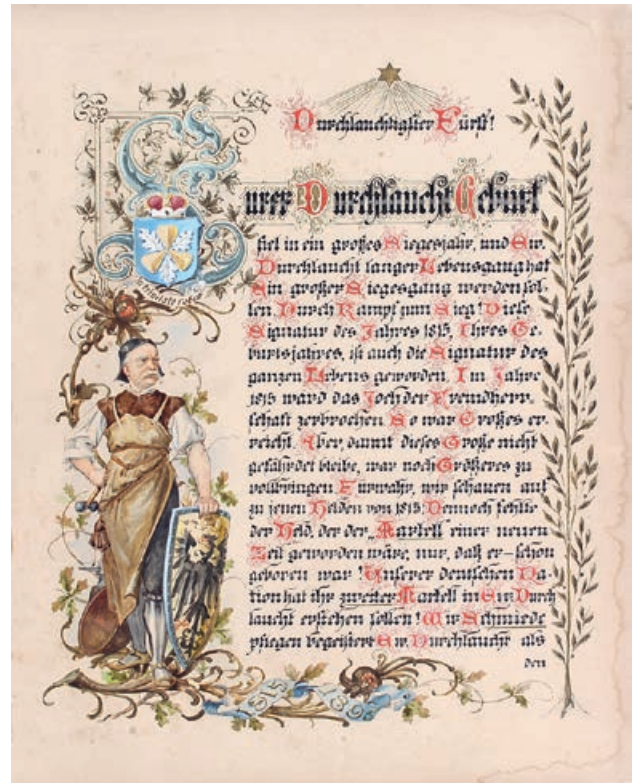 Durchlauchtigster Fürst!
Eurer Durchlaucht Geburt
in trinitate robur
fiel in ein großes Siegesjahr, und Ew.
Durchlaucht langer Lebensgang hat
Ein großer Siegesgang werden sol-
len. Durch Kampf zum Sieg! Diese
Signatur des Jahres 1815, Ihres Ge-
burtsjahres, ist auch die Signatur des
ganzen Lebens geworden. Im Jahre
1815 ward das Joch der Fremdherr-
schaft zerbrochen. So war Großes er-
reicht. Aber, damit dieses Große nicht
gefährdet bleibe, war noch Größeres zu
vollbringen. Fürwahr, wir schauen auf
zu jenen Helden von 1815. Dennoch fehlte
der Held, der der „Martell einer neuen
Zeit geworden wäre, nur, daß er – schon
geboren war! Unserer deutschen Na-
tion hat ihr zweiter Martell in Ew. Durch
laucht erstehen sollen! Wir Schmiede
pflegen begeistert Ew. Durchlaucht als
den